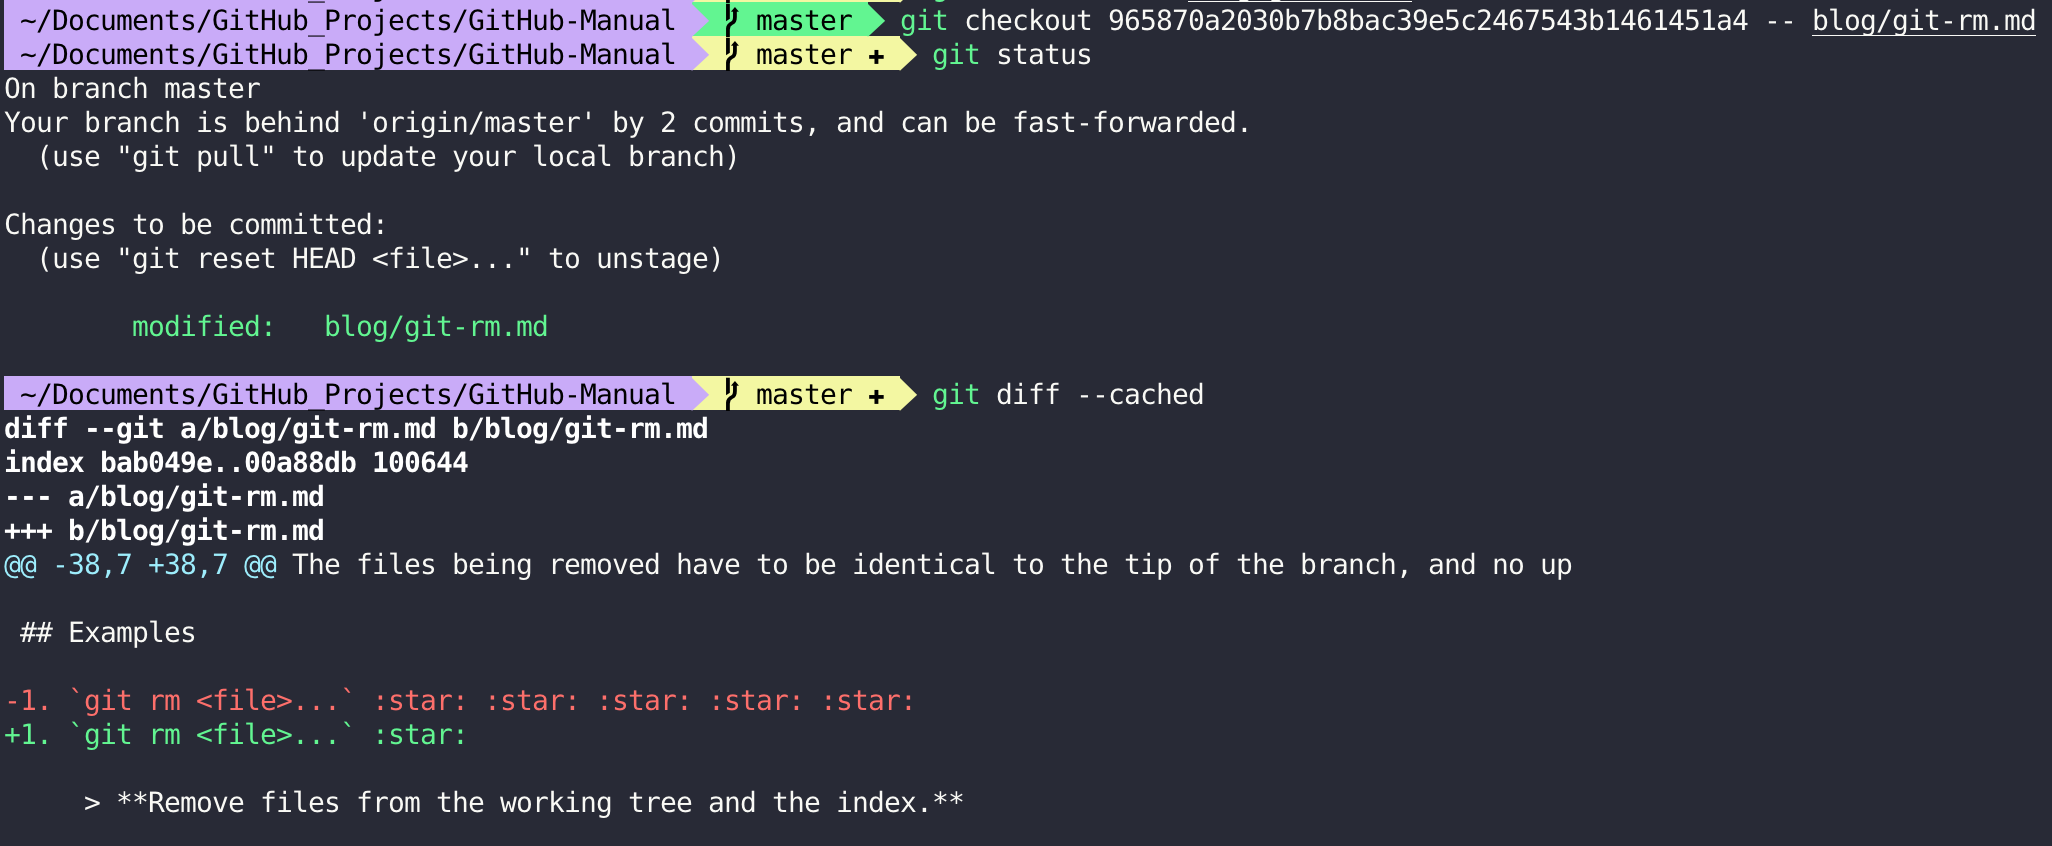 ~/Documents/GitHub_Projects/GitHub-Manual master git checkout 965870a2030b7b8bac39e5c2467543b1461451a4 -- blog/git-rm.md
~/Documents/GitHub_Projects/GitHub-Manual master ✚ git status
On branch master
Your branch is behind 'origin/master' by 2 commits, and can be fast-forwarded.
  (use "git pull" to update your local branch)

Changes to be committed:
  (use "git reset HEAD <file>..." to unstage)

        modified:   blog/git-rm.md

~/Documents/GitHub_Projects/GitHub-Manual master ✚ git diff --cached
diff --git a/blog/git-rm.md b/blog/git-rm.md
index bab049e..00a88db 100644
--- a/blog/git-rm.md
+++ b/blog/git-rm.md
@@ -38,7 +38,7 @@ The files being removed have to be identical to the tip of the branch, and no up

 ## Examples

-1. `git rm <file>...` :star: :star: :star: :star: :star:
+1. `git rm <file>...` :star:

     > **Remove files from the working tree and the index.**